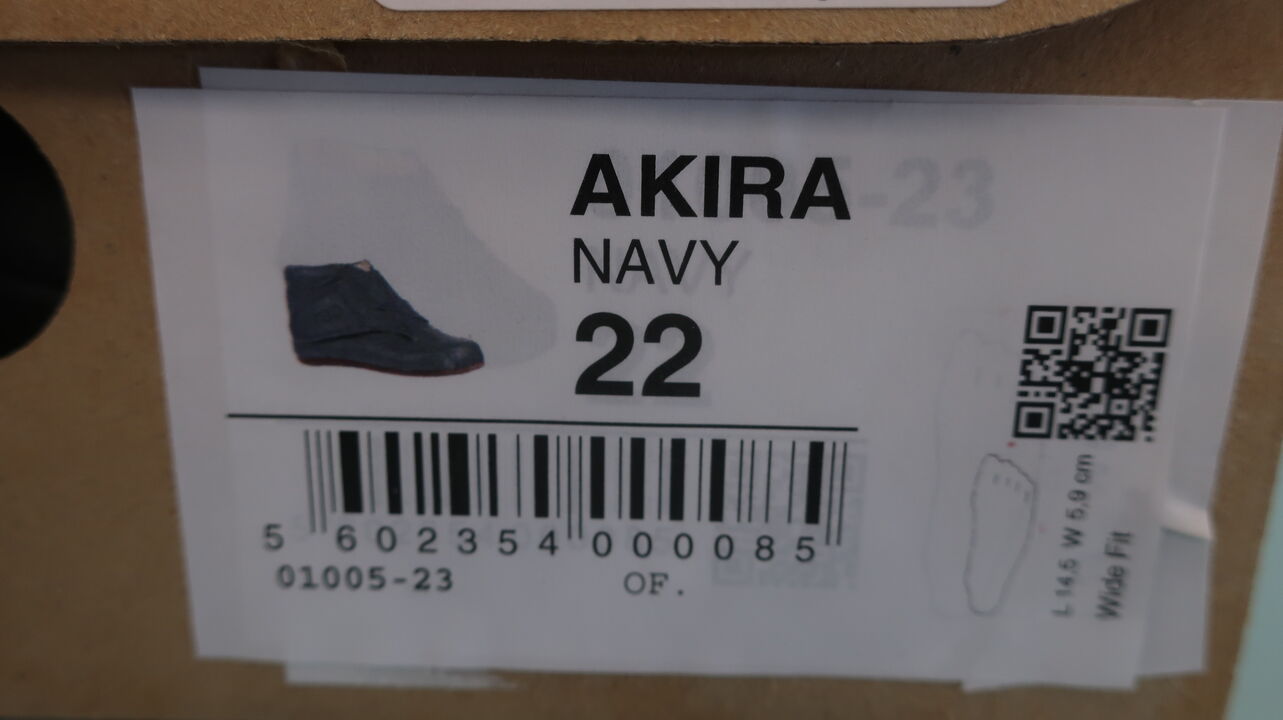 AKIRA
NAVY
22
5 602354 000085
01005-23 OF.
L 14,5 W 5,9 cm
Wide Fit